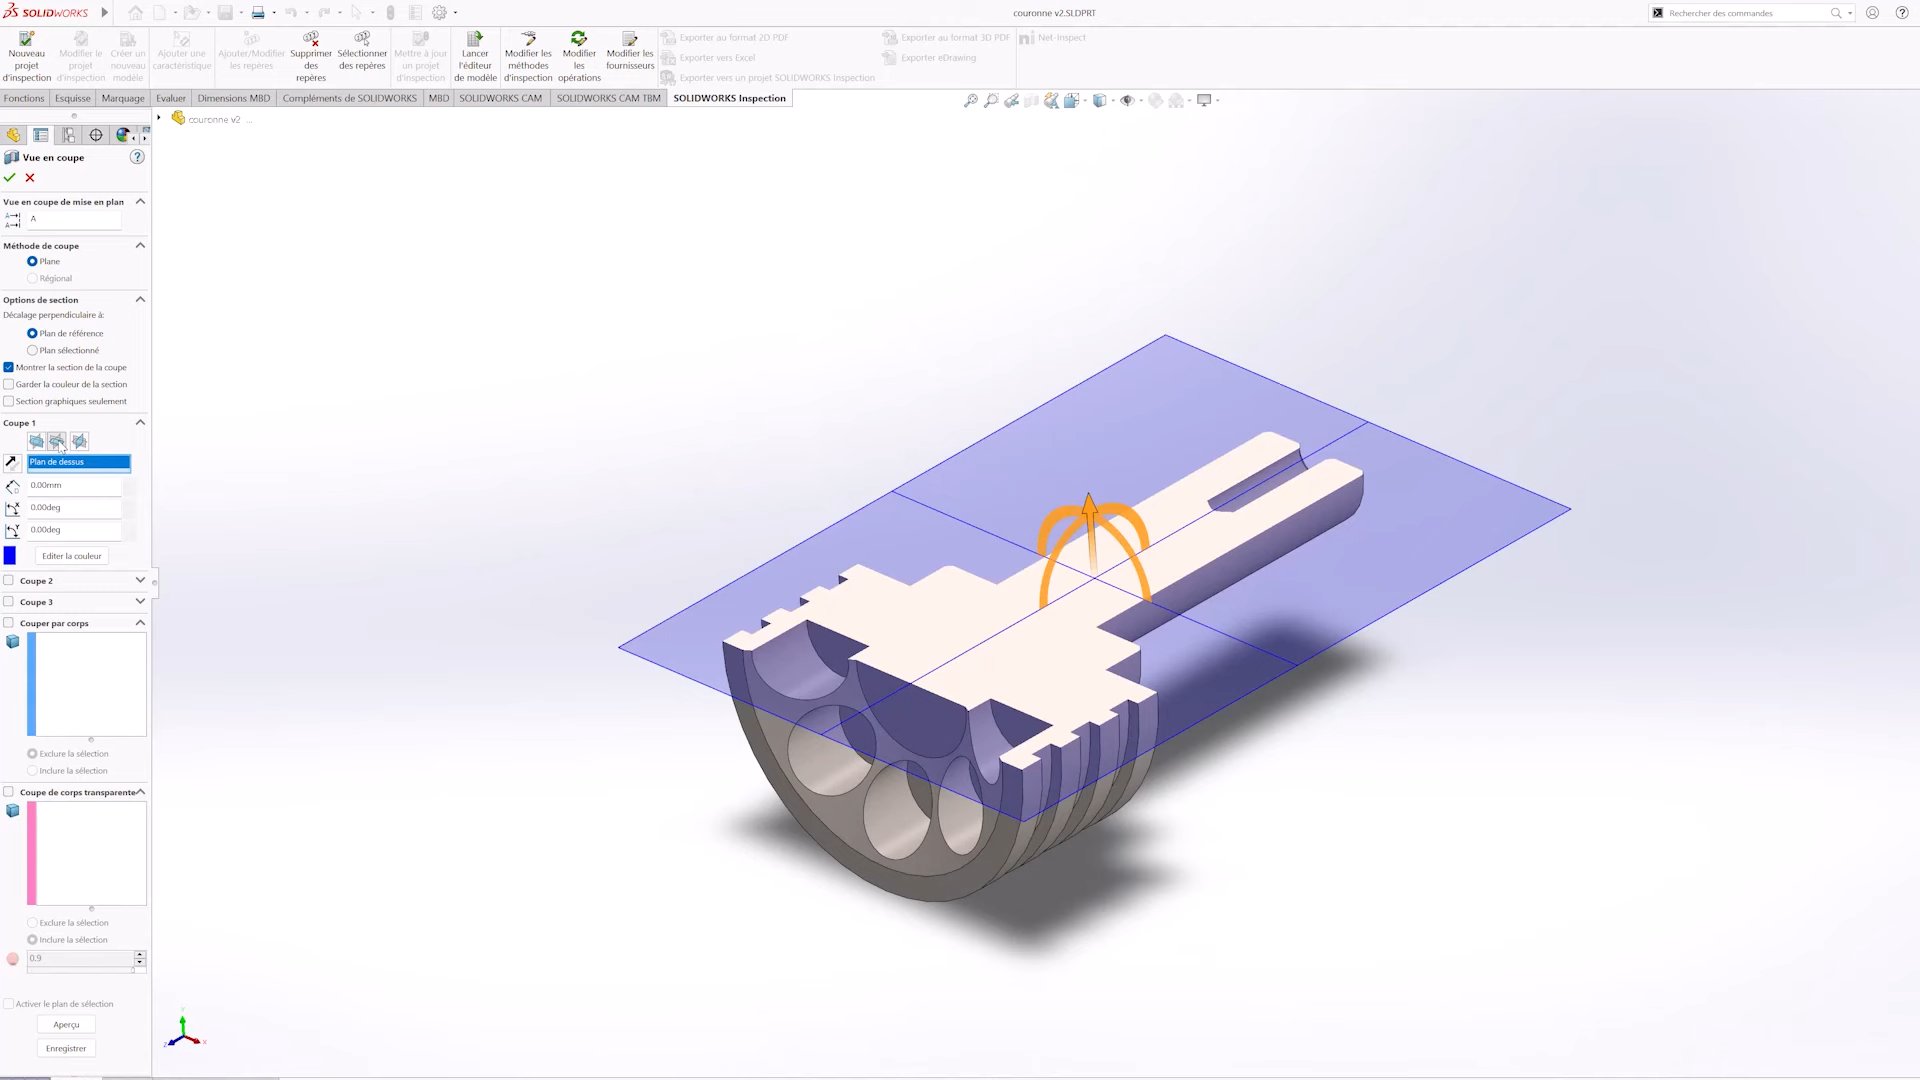 SOLIDWORKS
couronne v2.SLDPRT
Rechercher des commandes
Nouveau projet d'inspection
Modifier le projet d'inspection
Créer un nouveau modèle
Ajouter une caractéristique
Ajouter/Modifier les repères
Supprimer des repères
Sélectionner des repères
Mettre à jour un projet d'inspection
Lancer l'éditeur de modèle
Modifier les méthodes d'inspection
Modifier les opérations
Modifier les fournisseurs
Exporter au format 2D PDF
Exporter vers Excel
Exporter vers un projet SOLIDWORKS Inspection
Exporter au format 3D PDF
Exporter eDrawing
Net-Inspect
Fonctions
Esquisse
Marquage
Evaluer
Dimensions MBD
Compléments de SOLIDWORKS
MBD
SOLIDWORKS CAM
SOLIDWORKS CAM TBM
SOLIDWORKS Inspection
couronne v2 ...
Vue en coupe
Vue en coupe de mise en plan
A
Méthode de coupe
Plane
Régional
Options de section
Décalage perpendiculaire à:
Plan de référence
Plan sélectionné
Montrer la section de la coupe
Garder la couleur de la section
Section graphiques seulement
Coupe 1
Plan de dessus
0.00mm
0.00deg
0.00deg
Editer la couleur
Coupe 2
Coupe 3
Couper par corps
Exclure la sélection
Inclure la sélection
Coupe de corps transparente
Exclure la sélection
Inclure la sélection
0.9
Activer le plan de sélection
Aperçu
Enregistrer